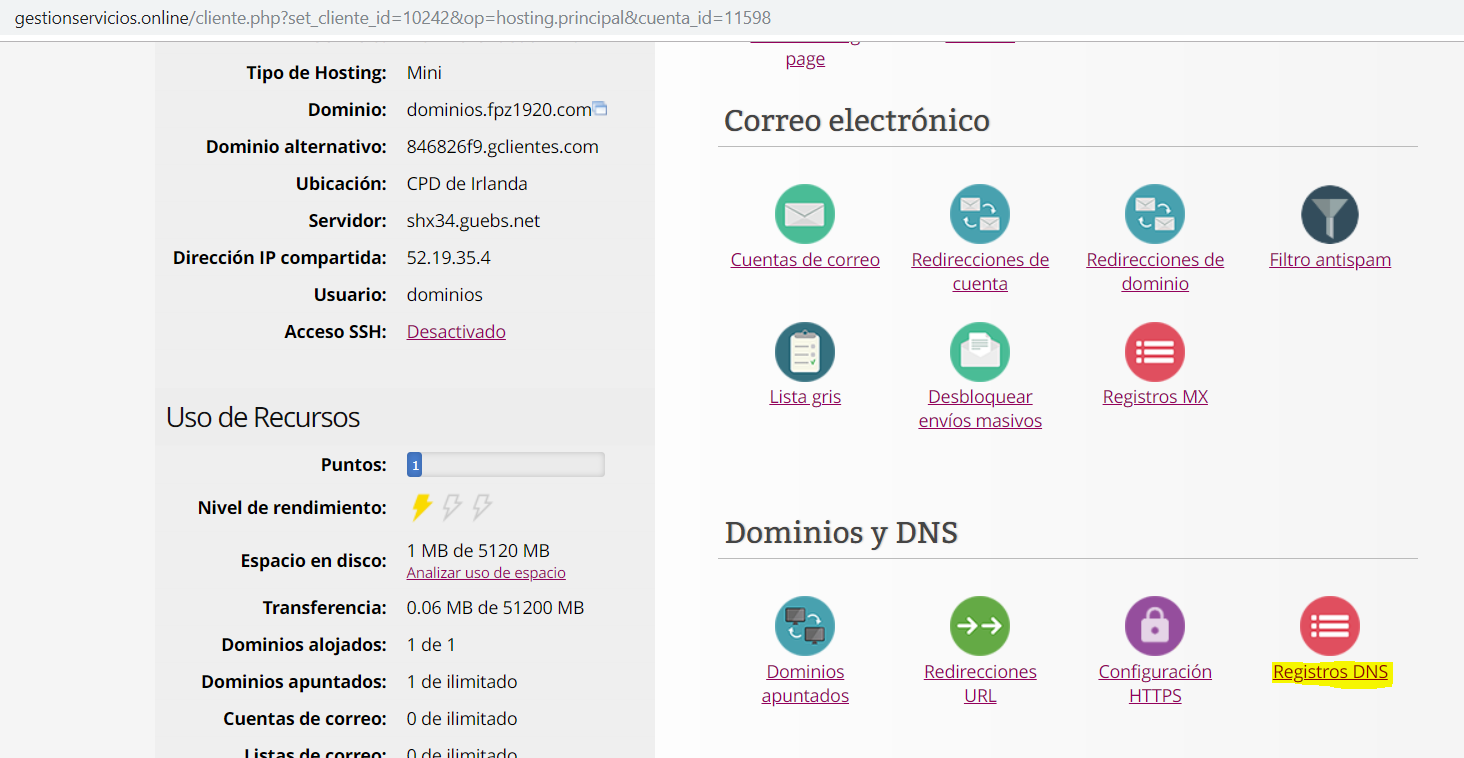 gestionservicios.online/cliente.php?set_cliente_id=10242&op=hosting.principal&cuenta_id=11598
Tipo de Hosting: Mini
Dominio: dominios.fpz1920.com
Dominio alternativo: 846826f9.gclientes.com
Ubicación: CPD de Irlanda
Servidor: shx34.guebs.net
Dirección IP compartida: 52.19.35.4
Usuario: dominios
Acceso SSH: Desactivado
Uso de Recursos
Puntos: 1
Nivel de rendimiento:
Espacio en disco: 1 MB de 5120 MB
Analizar uso de espacio
Transferencia: 0.06 MB de 51200 MB
Dominios alojados: 1 de 1
Dominios apuntados: 1 de ilimitado
Cuentas de correo: 0 de ilimitado
Listas de correo: 0 de ilimitado
page
Correo electrónico
Cuentas de correo
Redirecciones de
cuenta
Redirecciones de
dominio
Filtro antispam
Lista gris
Desbloquear
envíos masivos
Registros MX
Dominios y DNS
Dominios
apuntados
Redirecciones
URL
Configuración
HTTPS
Registros DNS